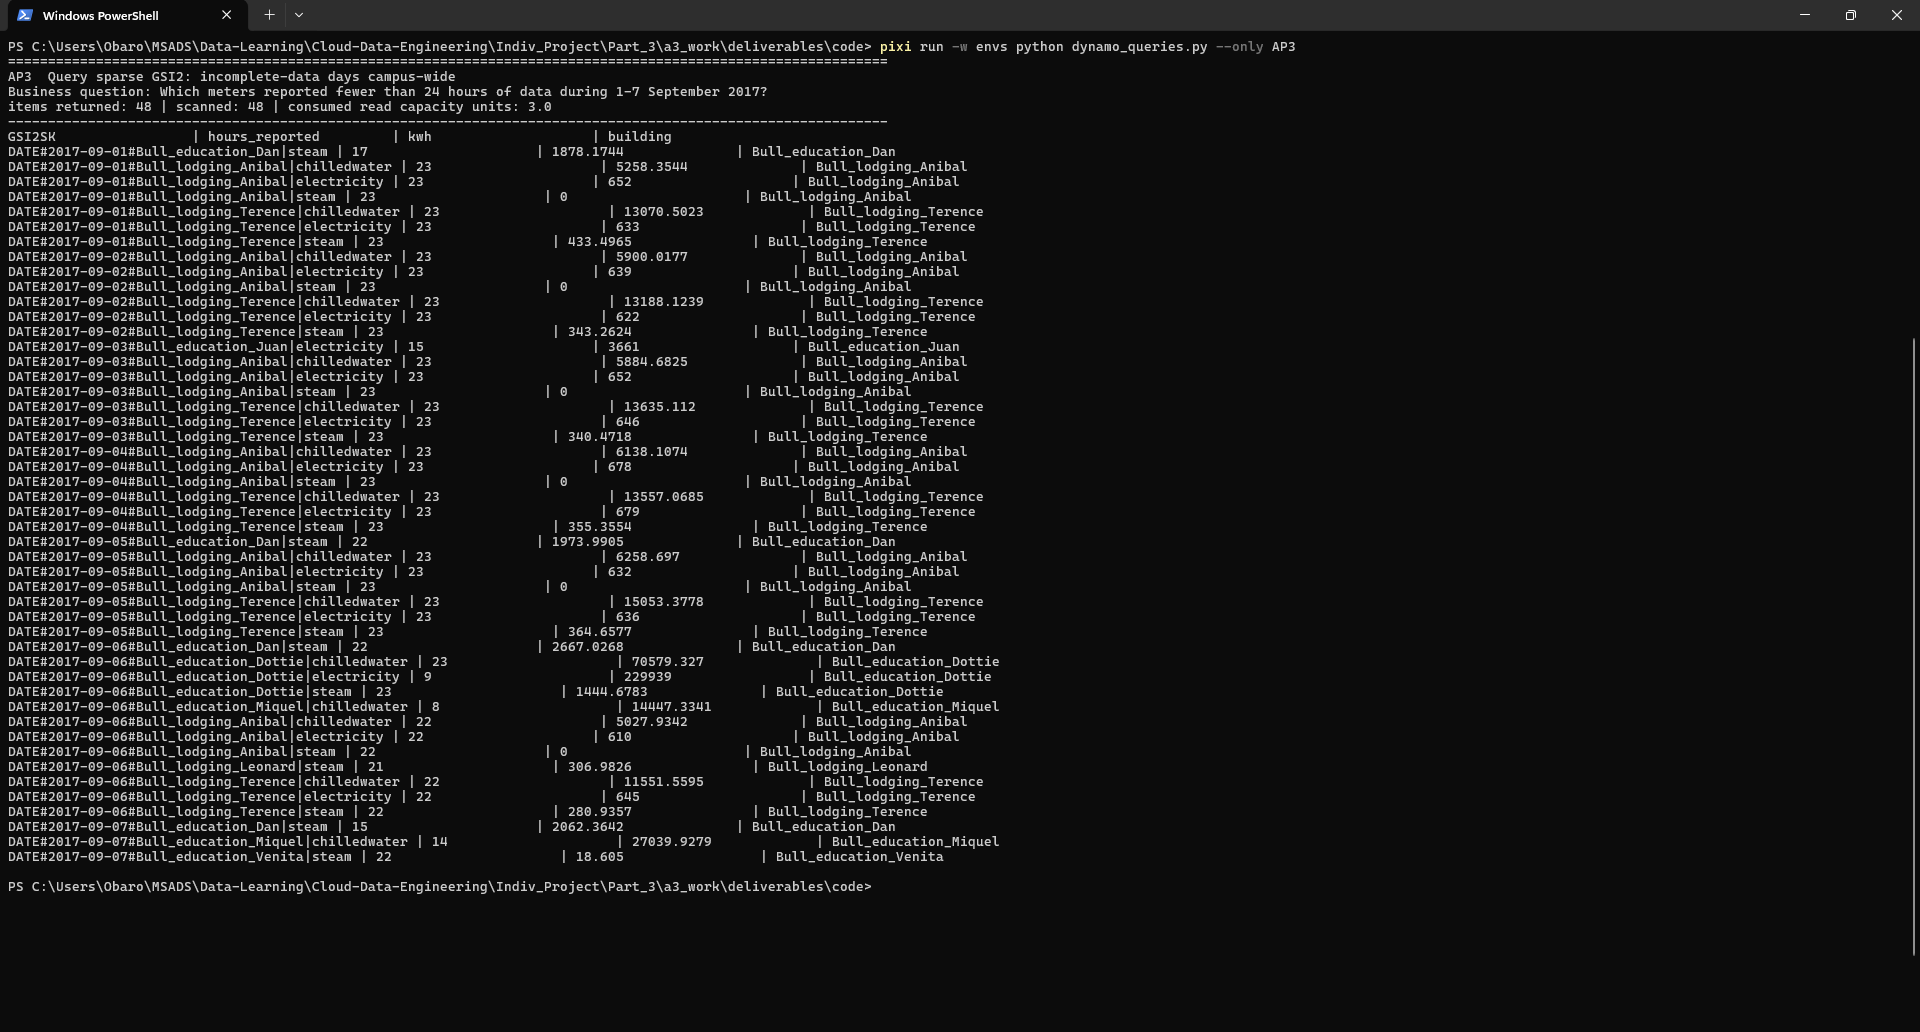 Windows PowerShell
PS C:\Users\Obaro\MSADS\Data-Learning\Cloud-Data-Engineering\Indiv_Project\Part_3\a3_work\deliverables\code> pixi run -w envs python dynamo_queries.py --only AP3
==============================================================================================================
AP3  Query sparse GSI2: incomplete-data days campus-wide
Business question: Which meters reported fewer than 24 hours of data during 1-7 September 2017?
items returned: 48 | scanned: 48 | consumed read capacity units: 3.0
--------------------------------------------------------------------------------------------------------------
GSI2SK | hours_reported | kwh | building
DATE#2017-09-01#Bull_education_Dan|steam | 17 | 1878.1744 | Bull_education_Dan
DATE#2017-09-01#Bull_lodging_Anibal|chilledwater | 23 | 5258.3544 | Bull_lodging_Anibal
DATE#2017-09-01#Bull_lodging_Anibal|electricity | 23 | 652 | Bull_lodging_Anibal
DATE#2017-09-01#Bull_lodging_Anibal|steam | 23 | 0 | Bull_lodging_Anibal
DATE#2017-09-01#Bull_lodging_Terence|chilledwater | 23 | 13070.5023 | Bull_lodging_Terence
DATE#2017-09-01#Bull_lodging_Terence|electricity | 23 | 633 | Bull_lodging_Terence
DATE#2017-09-01#Bull_lodging_Terence|steam | 23 | 433.4965 | Bull_lodging_Terence
DATE#2017-09-02#Bull_lodging_Anibal|chilledwater | 23 | 5900.0177 | Bull_lodging_Anibal
DATE#2017-09-02#Bull_lodging_Anibal|electricity | 23 | 639 | Bull_lodging_Anibal
DATE#2017-09-02#Bull_lodging_Anibal|steam | 23 | 0 | Bull_lodging_Anibal
DATE#2017-09-02#Bull_lodging_Terence|chilledwater | 23 | 13188.1239 | Bull_lodging_Terence
DATE#2017-09-02#Bull_lodging_Terence|electricity | 23 | 622 | Bull_lodging_Terence
DATE#2017-09-02#Bull_lodging_Terence|steam | 23 | 343.2624 | Bull_lodging_Terence
DATE#2017-09-03#Bull_education_Juan|electricity | 15 | 3661 | Bull_education_Juan
DATE#2017-09-03#Bull_lodging_Anibal|chilledwater | 23 | 5884.6825 | Bull_lodging_Anibal
DATE#2017-09-03#Bull_lodging_Anibal|electricity | 23 | 652 | Bull_lodging_Anibal
DATE#2017-09-03#Bull_lodging_Anibal|steam | 23 | 0 | Bull_lodging_Anibal
DATE#2017-09-03#Bull_lodging_Terence|chilledwater | 23 | 13635.112 | Bull_lodging_Terence
DATE#2017-09-03#Bull_lodging_Terence|electricity | 23 | 646 | Bull_lodging_Terence
DATE#2017-09-03#Bull_lodging_Terence|steam | 23 | 340.4718 | Bull_lodging_Terence
DATE#2017-09-04#Bull_lodging_Anibal|chilledwater | 23 | 6138.1074 | Bull_lodging_Anibal
DATE#2017-09-04#Bull_lodging_Anibal|electricity | 23 | 678 | Bull_lodging_Anibal
DATE#2017-09-04#Bull_lodging_Anibal|steam | 23 | 0 | Bull_lodging_Anibal
DATE#2017-09-04#Bull_lodging_Terence|chilledwater | 23 | 13557.0685 | Bull_lodging_Terence
DATE#2017-09-04#Bull_lodging_Terence|electricity | 23 | 679 | Bull_lodging_Terence
DATE#2017-09-04#Bull_lodging_Terence|steam | 23 | 355.3554 | Bull_lodging_Terence
DATE#2017-09-05#Bull_education_Dan|steam | 22 | 1973.9905 | Bull_education_Dan
DATE#2017-09-05#Bull_lodging_Anibal|chilledwater | 23 | 6258.697 | Bull_lodging_Anibal
DATE#2017-09-05#Bull_lodging_Anibal|electricity | 23 | 632 | Bull_lodging_Anibal
DATE#2017-09-05#Bull_lodging_Anibal|steam | 23 | 0 | Bull_lodging_Anibal
DATE#2017-09-05#Bull_lodging_Terence|chilledwater | 23 | 15053.3778 | Bull_lodging_Terence
DATE#2017-09-05#Bull_lodging_Terence|electricity | 23 | 636 | Bull_lodging_Terence
DATE#2017-09-05#Bull_lodging_Terence|steam | 23 | 364.6577 | Bull_lodging_Terence
DATE#2017-09-06#Bull_education_Dan|steam | 22 | 2667.0268 | Bull_education_Dan
DATE#2017-09-06#Bull_education_Dottie|chilledwater | 23 | 70579.327 | Bull_education_Dottie
DATE#2017-09-06#Bull_education_Dottie|electricity | 9 | 229939 | Bull_education_Dottie
DATE#2017-09-06#Bull_education_Dottie|steam | 23 | 1444.6783 | Bull_education_Dottie
DATE#2017-09-06#Bull_education_Miquel|chilledwater | 8 | 14447.3341 | Bull_education_Miquel
DATE#2017-09-06#Bull_lodging_Anibal|chilledwater | 22 | 5027.9342 | Bull_lodging_Anibal
DATE#2017-09-06#Bull_lodging_Anibal|electricity | 22 | 610 | Bull_lodging_Anibal
DATE#2017-09-06#Bull_lodging_Anibal|steam | 22 | 0 | Bull_lodging_Anibal
DATE#2017-09-06#Bull_lodging_Leonard|steam | 21 | 306.9826 | Bull_lodging_Leonard
DATE#2017-09-06#Bull_lodging_Terence|chilledwater | 22 | 11551.5595 | Bull_lodging_Terence
DATE#2017-09-06#Bull_lodging_Terence|electricity | 22 | 645 | Bull_lodging_Terence
DATE#2017-09-06#Bull_lodging_Terence|steam | 22 | 280.9357 | Bull_lodging_Terence
DATE#2017-09-07#Bull_education_Dan|steam | 15 | 2062.3642 | Bull_education_Dan
DATE#2017-09-07#Bull_education_Miquel|chilledwater | 14 | 27039.9279 | Bull_education_Miquel
DATE#2017-09-07#Bull_education_Venita|steam | 22 | 18.605 | Bull_education_Venita
PS C:\Users\Obaro\MSADS\Data-Learning\Cloud-Data-Engineering\Indiv_Project\Part_3\a3_work\deliverables\code>